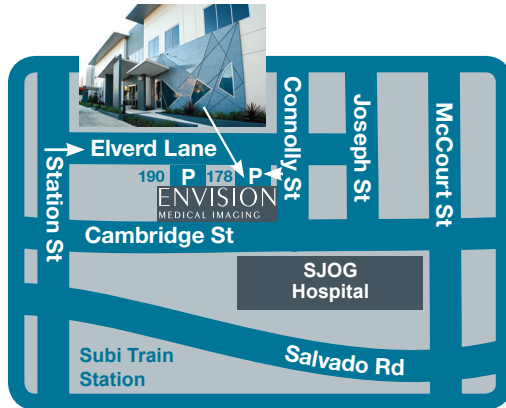 Elverd Lane
Station St
Connolly St
Joseph St
McCourt St
190 P 178 P
ENVISION
MEDICAL IMAGING
Cambridge St
SJOG
Hospital
Salvado Rd
Subi Train
Station